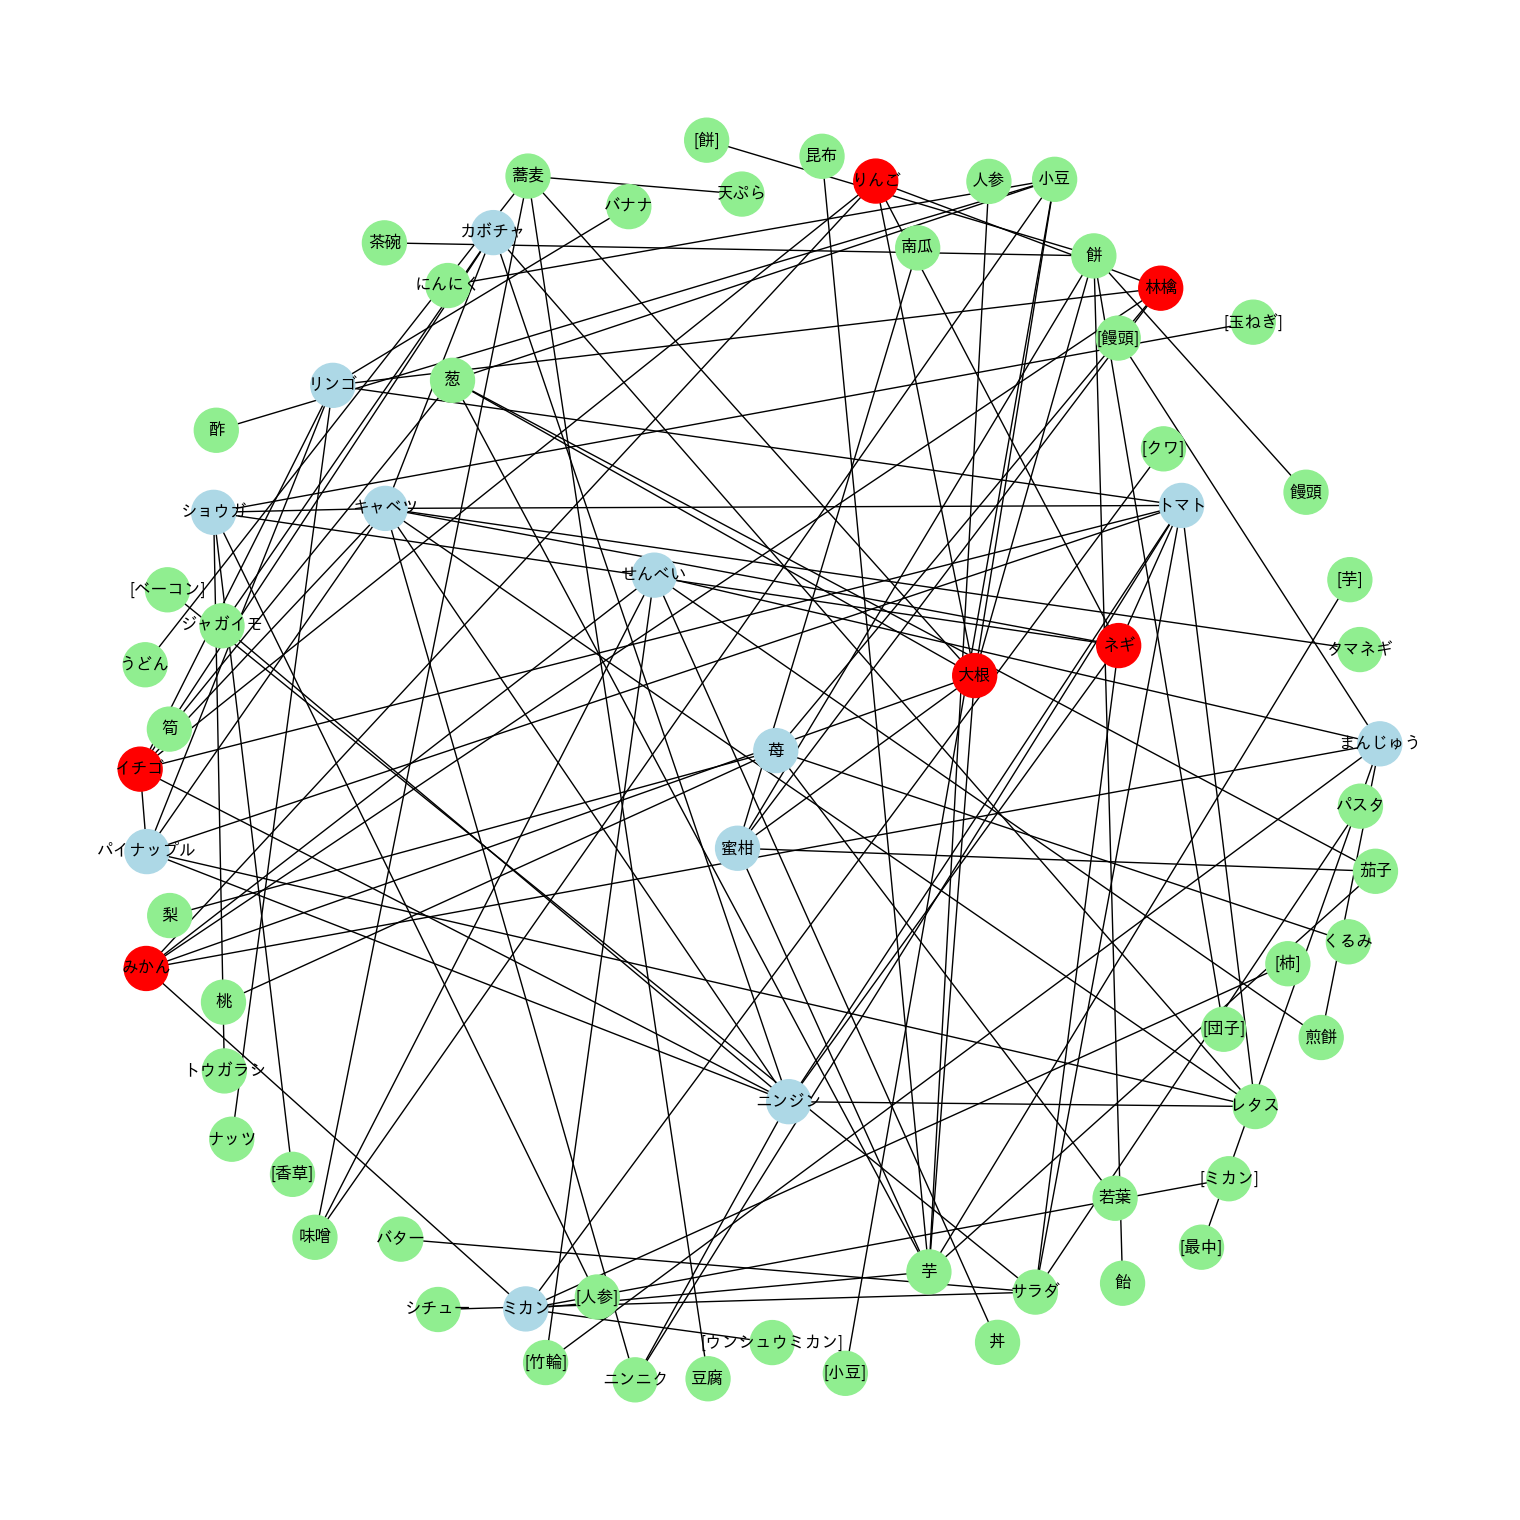 [餅]
昆布
蕎麦
りんご
人参
小豆
天ぷら
バナナ
カボチャ
茶碗
南瓜
餅
にんにく
林檎
[玉ねぎ]
[饅頭]
リンゴ
葱
酢
[クワ]
饅頭
ショウガ
キャベツ
トマト
せんべい
[ベーコン]
[芋]
ジャガイモ
ネギ
タマネギ
うどん
大根
筍
まんじゅう
苺
イチゴ
パスタ
パイナップル
蜜柑
茄子
梨
くるみ
[柿]
みかん
桃
[団子]
煎餅
トウガラシ
ニンジン
レタス
ナッツ
[香草]
[ミカン]
若葉
味噌
バター
[最中]
芋
飴
サラダ
[人参]
シチュー
ミカン
[ウンシュウミカン]
丼
[竹輪]
[小豆]
ニンニク
豆腐